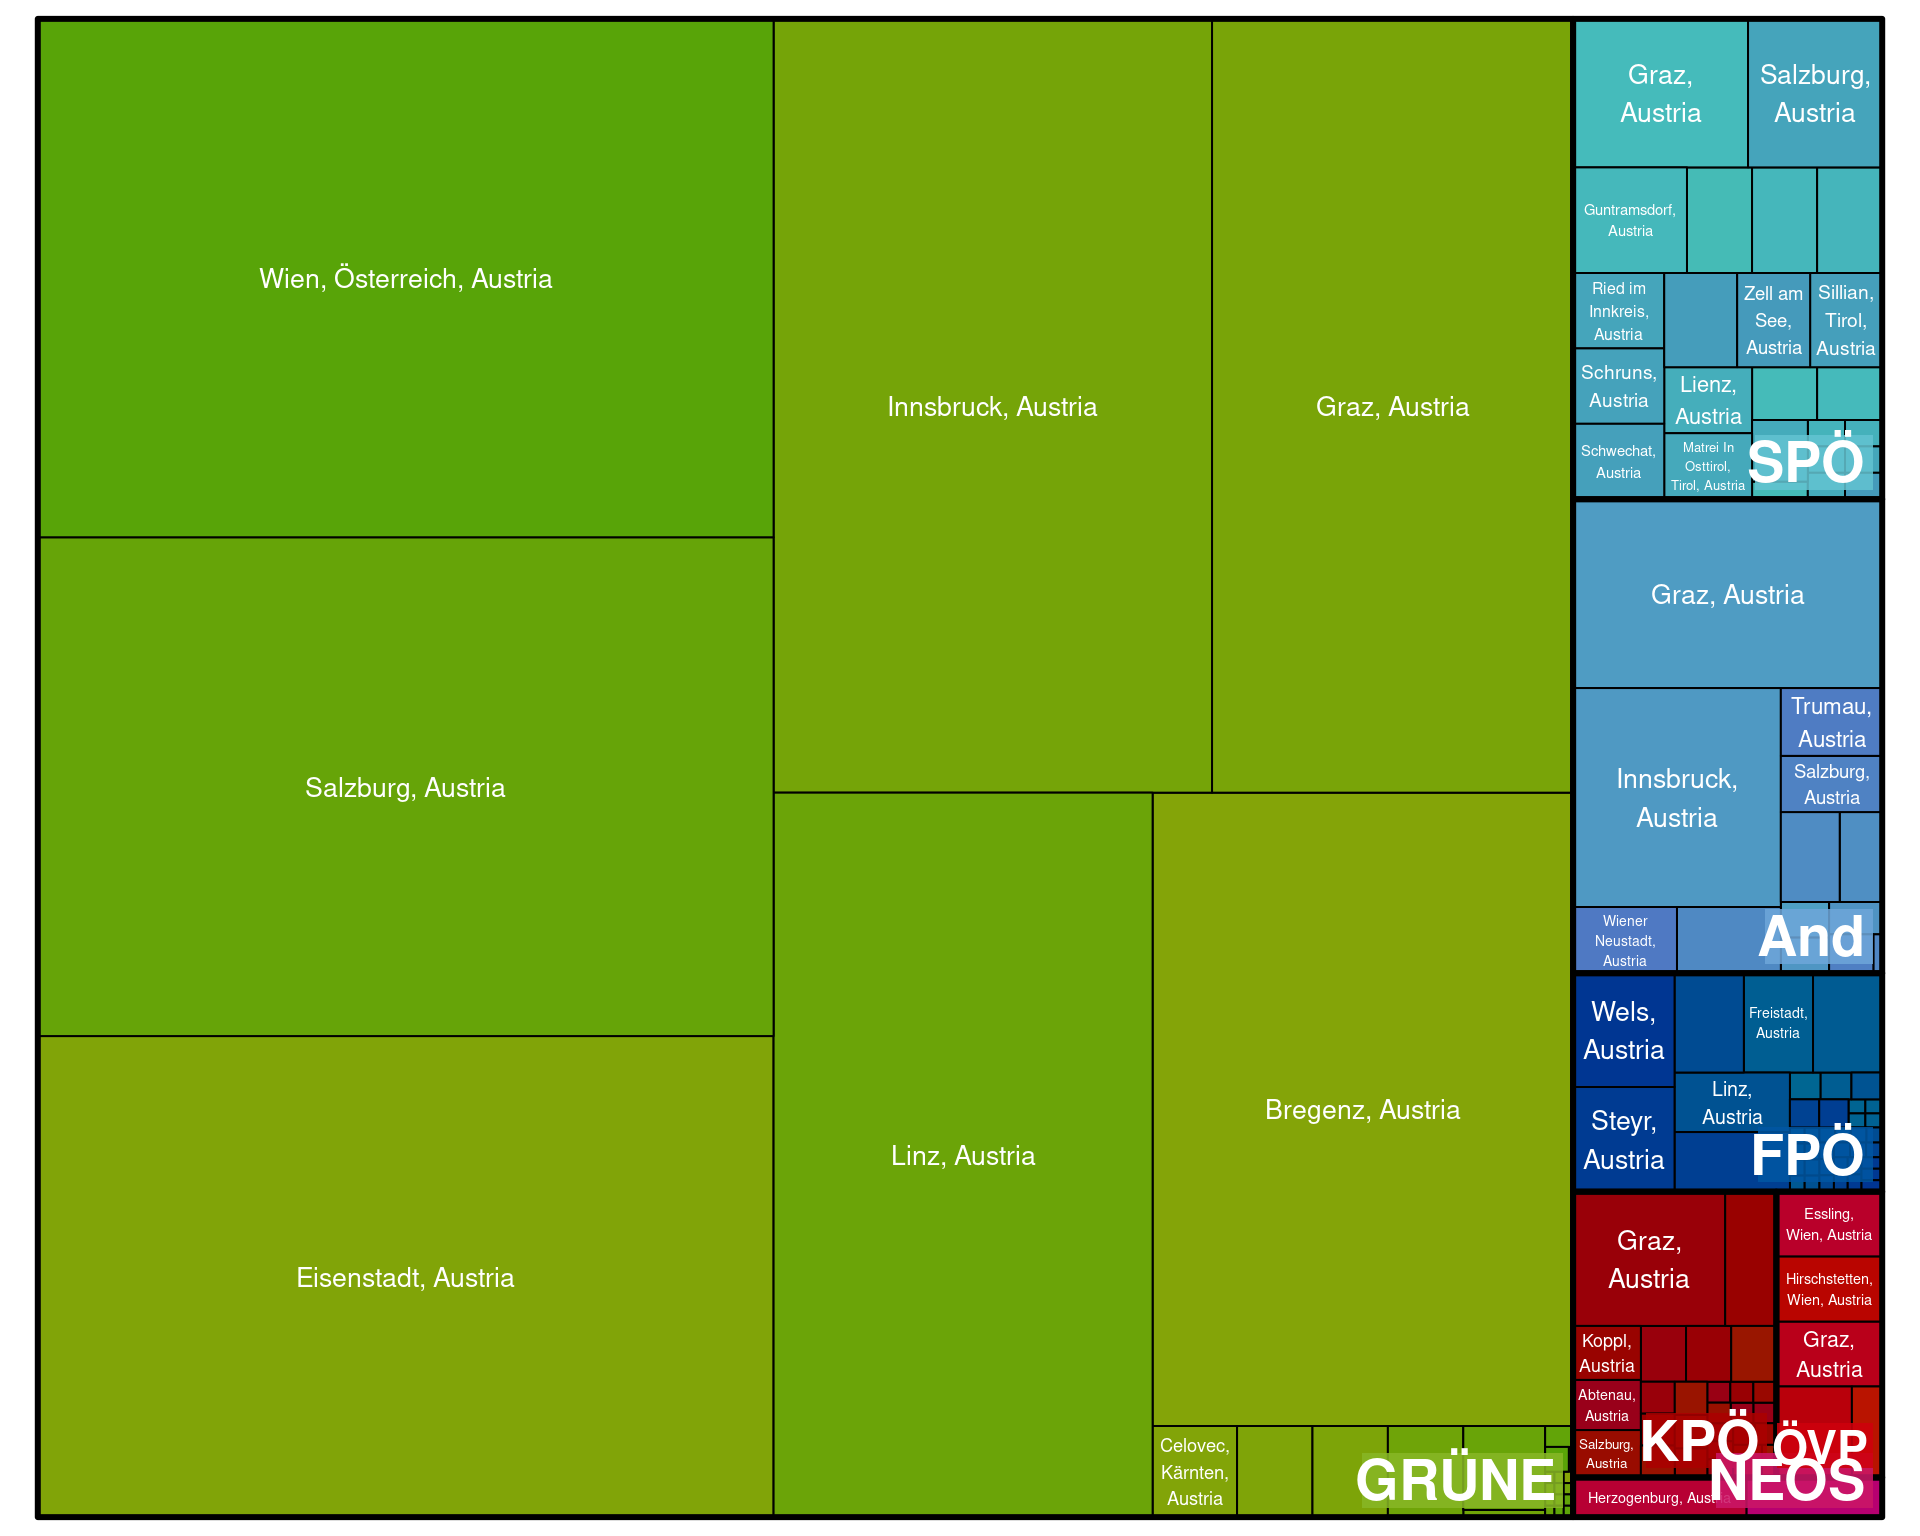 Wien, Österreich, Austria
Salzburg, Austria
Eisenstadt, Austria
Innsbruck, Austria
Graz, Austria
Linz, Austria
Bregenz, Austria
Celovec,
Kärnten,
Austria
GRÜNE
Graz,
Austria
Salzburg,
Austria
Guntramsdorf,
Austria
Ried im
Innkreis,
Austria
Zell am
See,
Austria
Sillian,
Tirol,
Austria
Schruns,
Austria
Lienz,
Austria
Schwechat,
Austria
Matrei In
Osttirol,
Tirol, Austria
SPÖ
Graz, Austria
Innsbruck,
Austria
Trumau,
Austria
Salzburg,
Austria
Wiener
Neustadt,
Austria
And
Wels,
Austria
Freistadt,
Austria
Linz,
Austria
Steyr,
Austria
FPÖ
Graz,
Austria
Koppl,
Austria
Abtenau,
Austria
Salzburg,
Austria
KPÖ
Essling,
Wien, Austria
Hirschstetten,
Wien, Austria
Graz,
Austria
ÖVP
Herzogenburg, Austria
NEOS